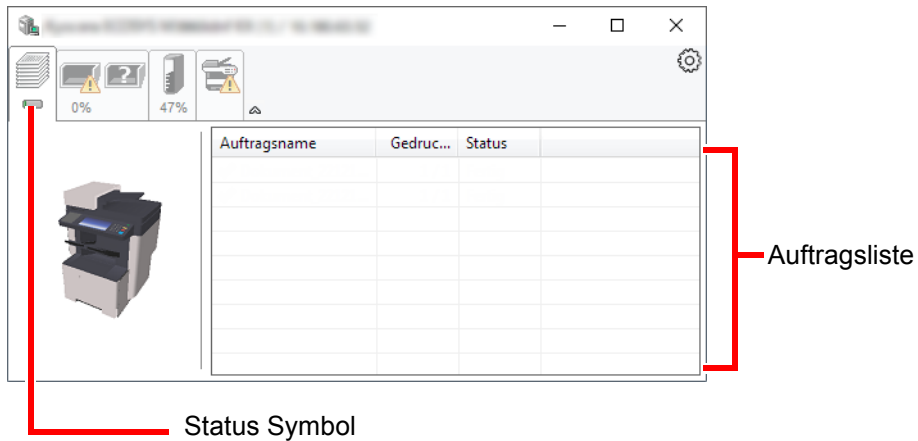 0%
47%
Auftragsname Gedruc... Status
Auftragsliste
Status Symbol